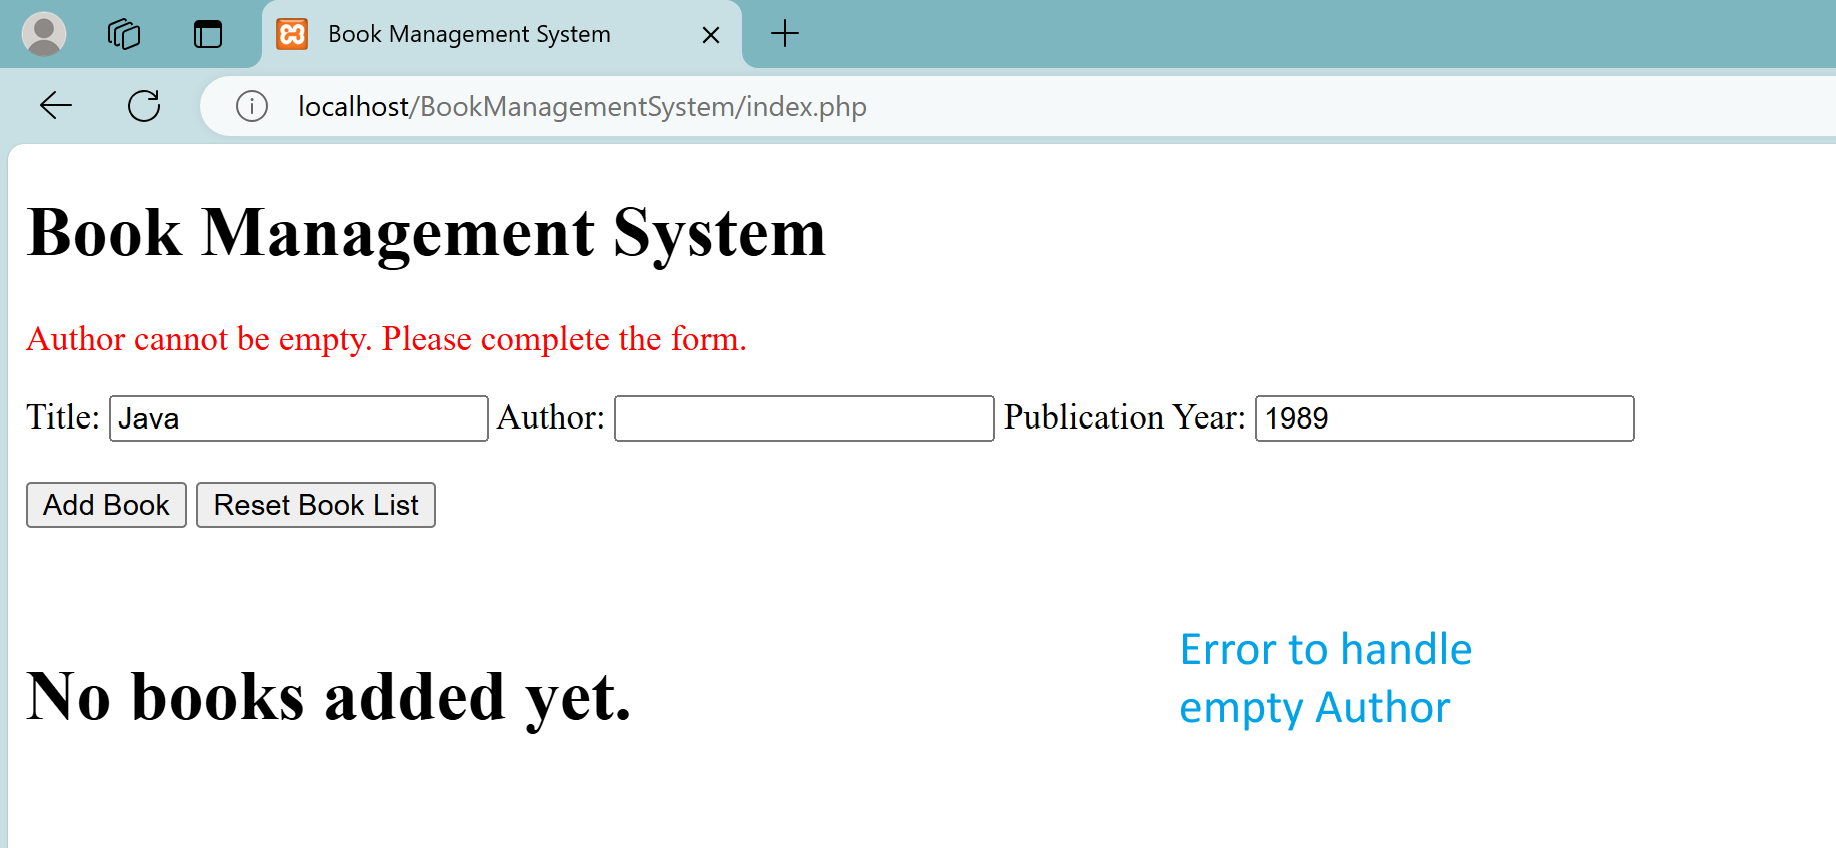 Book Management System
localhost/BookManagementSystem/index.php
Book Management System
Author cannot be empty. Please complete the form.
Title: Java Author: Publication Year: 1989
Add Book Reset Book List
Error to handle
empty Author
No books added yet.